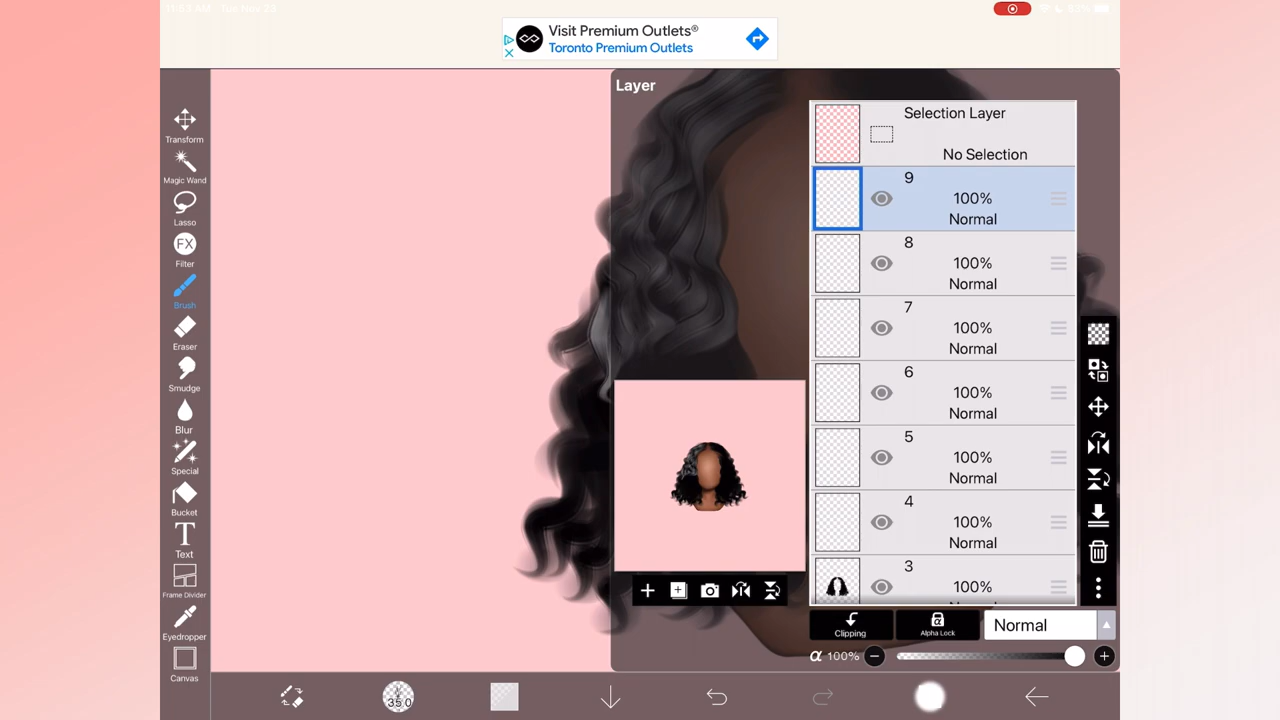 Visit Premium Outlets®
Toronto Premium Outlets
Layer
Transform
Magic Wand
Lasso
FX
Filter
Brush
Eraser
Smudge
Blur
Special
Bucket
T
Text
Frame Divider
Eyedropper
Canvas
Selection Layer
No Selection
9
100%
Normal
8
100%
Normal
7
100%
Normal
6
100%
Normal
5
100%
Normal
4
100%
Normal
3
100%
Clipping
α
Alpha Lock
Normal
α 100%
35.0